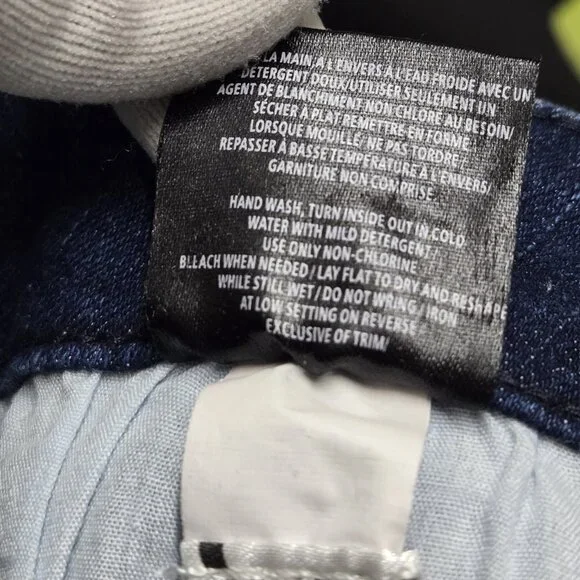 LA MAIN À L'ENVERS À L'EAU FROIDE AVEC UN
DÉTERGENT DOUX/UTILISER SEULEMENT UN
AGENT DE BLANCHIMENT NON CHLORÉ AU BESOIN/
SÉCHER À PLAT REMETTRE EN FORME
LORSQUE MOUILLÉ/ NE PAS TORDRE/
REPASSER À BASSE TEMPÉRATURE À L'ENVERS/
GARNITURE NON COMPRISE
HAND WASH, TURN INSIDE OUT IN COLD
WATER WITH MILD DETERGENT/
USE ONLY NON-CHLORINE
BLEACH WHEN NEEDED / LAY FLAT TO DRY AND RESHAPE
WHILE STILL WET / DO NOT WRING / IRON
AT LOW SETTING ON REVERSE
EXCLUSIVE OF TRIM/